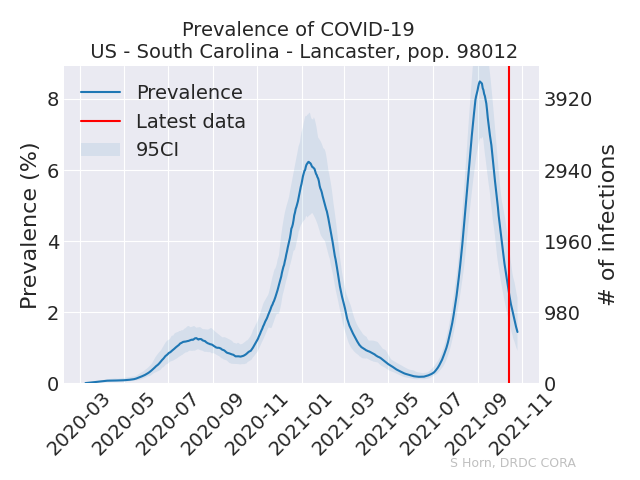 Prevalence of COVID-19
US - South Carolina - Lancaster, pop. 98012
Prevalence
Latest data
95CI
Prevalence (%)
8
6
4
2
0
3920
2940
1960
980
0
# of infections
2020-03
2020-05
2020-07
2020-09
2020-11
2021-01
2021-03
2021-05
2021-07
2021-09
2021-11
S Horn, DRDC CORA